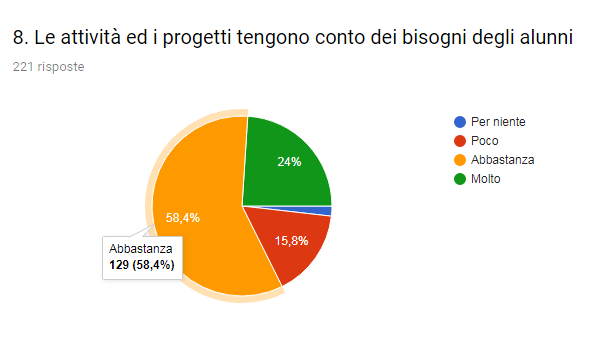 8. Le attività ed i progetti tengono conto dei bisogni degli alunni
221 risposte
Per niente
Poco
Abbastanza
Molto
24%
58,4%
15,8%
Abbastanza
129 (58,4%)